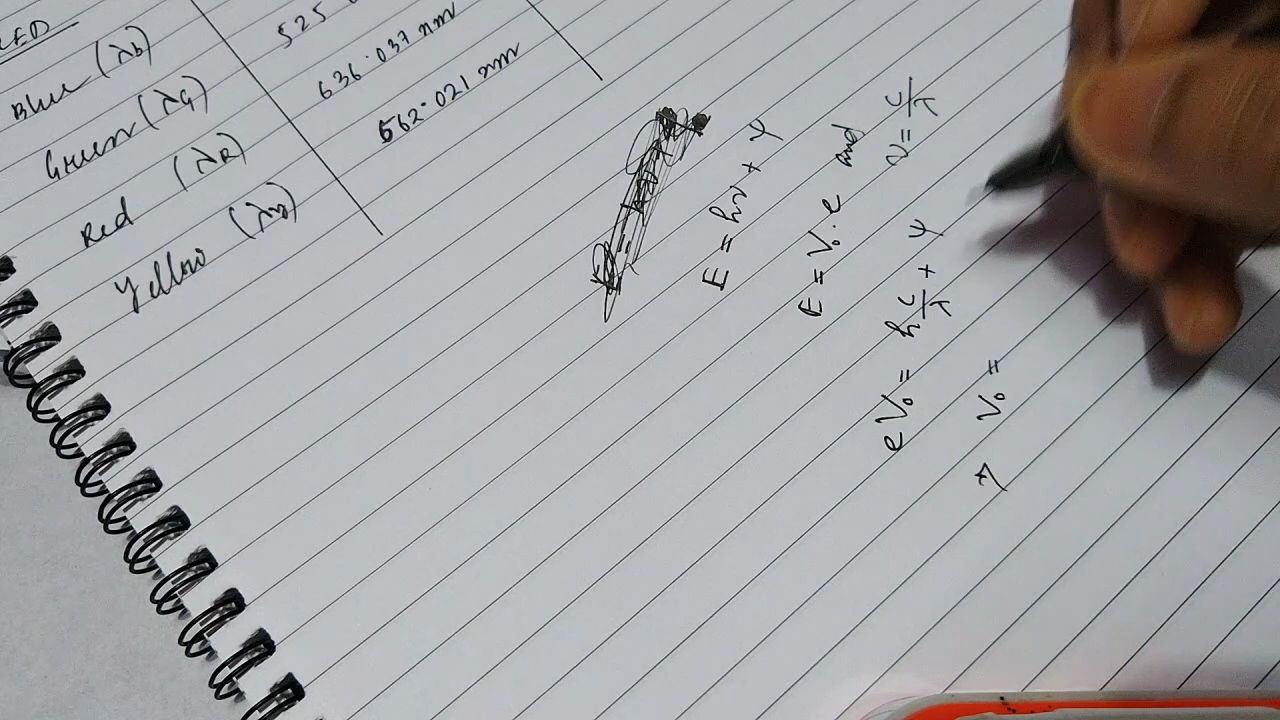 LED
Blue (λb)
Green (λG) 525
Red (λR) 636.037 nm
Yellow (λy) 562.021 nm
E = hν + ψ
E = V₀.e and ν = c/λ
eV₀ = h c/λ + ψ
⇒ V₀ =